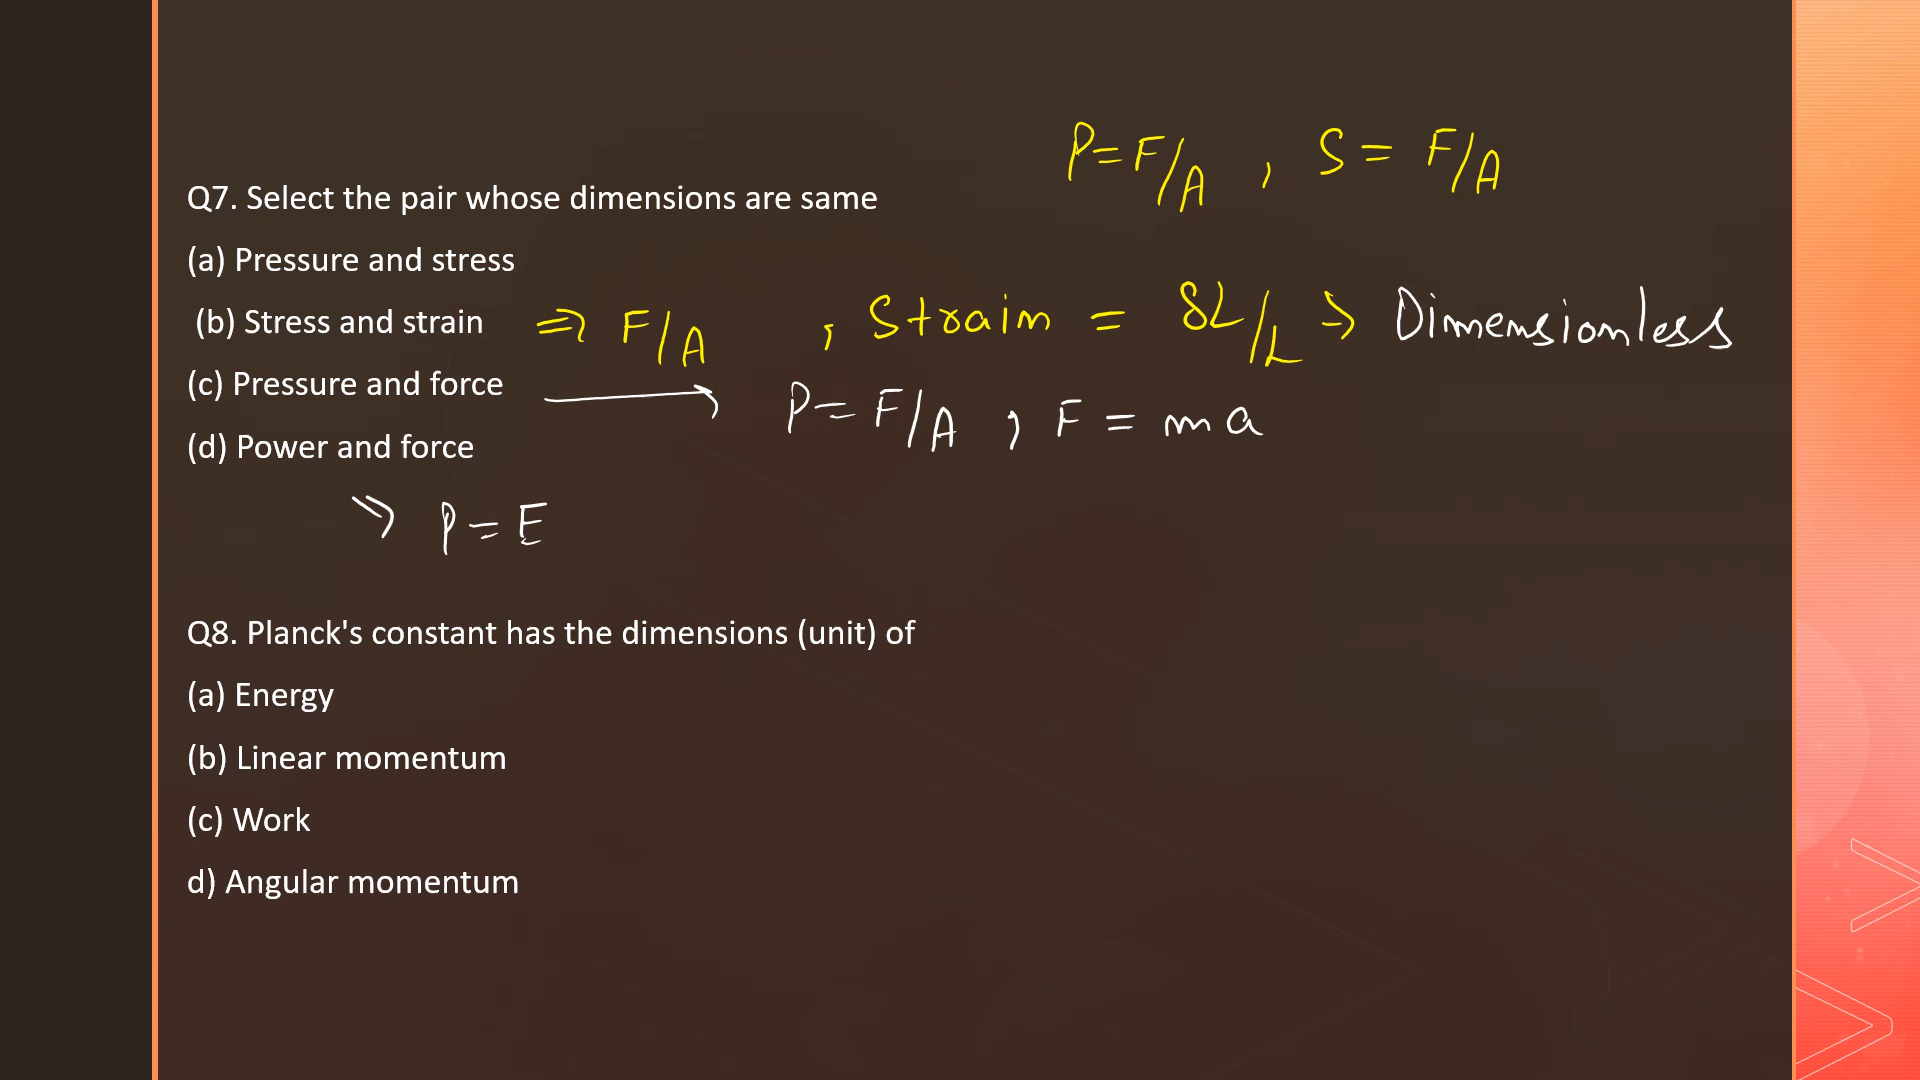 P=F/A , S = F/A
Q7. Select the pair whose dimensions are same
(a) Pressure and stress
(b) Stress and strain ⇒ F/A , Strain = δL/L → Dimensionless
(c) Pressure and force → P=F/A , F = ma
(d) Power and force
⇒ P=E
Q8. Planck's constant has the dimensions (unit) of
(a) Energy
(b) Linear momentum
(c) Work
d) Angular momentum